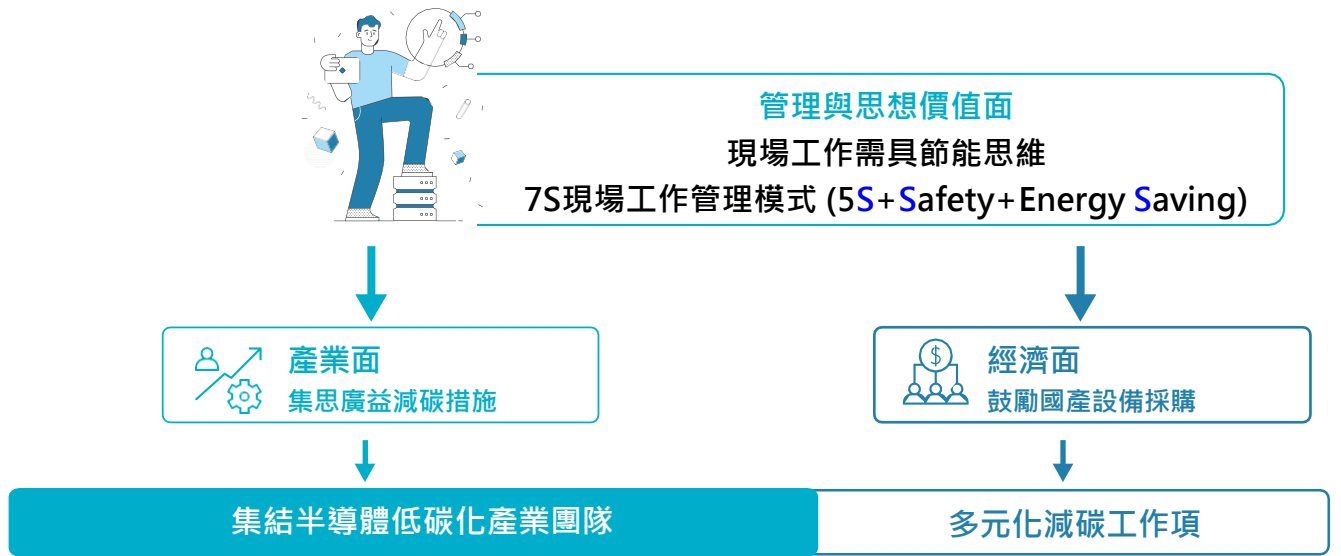 管理與思想價值面
現場工作需具節能思維
7S現場工作管理模式 (5S+Safety+Energy Saving)
產業面
集思廣益減碳措施
經濟面
鼓勵國產設備採購
集結半導體低碳化產業團隊
多元化減碳工作項